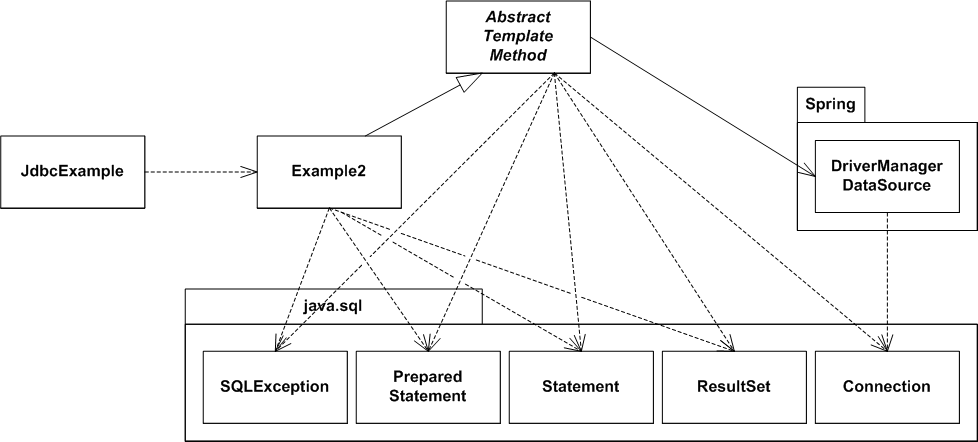 Abstract
Template
Method
Spring
JdbcExample
Example2
DriverManager
DataSource
java.sql
SQLException
Prepared
Statement
Statement
ResultSet
Connection